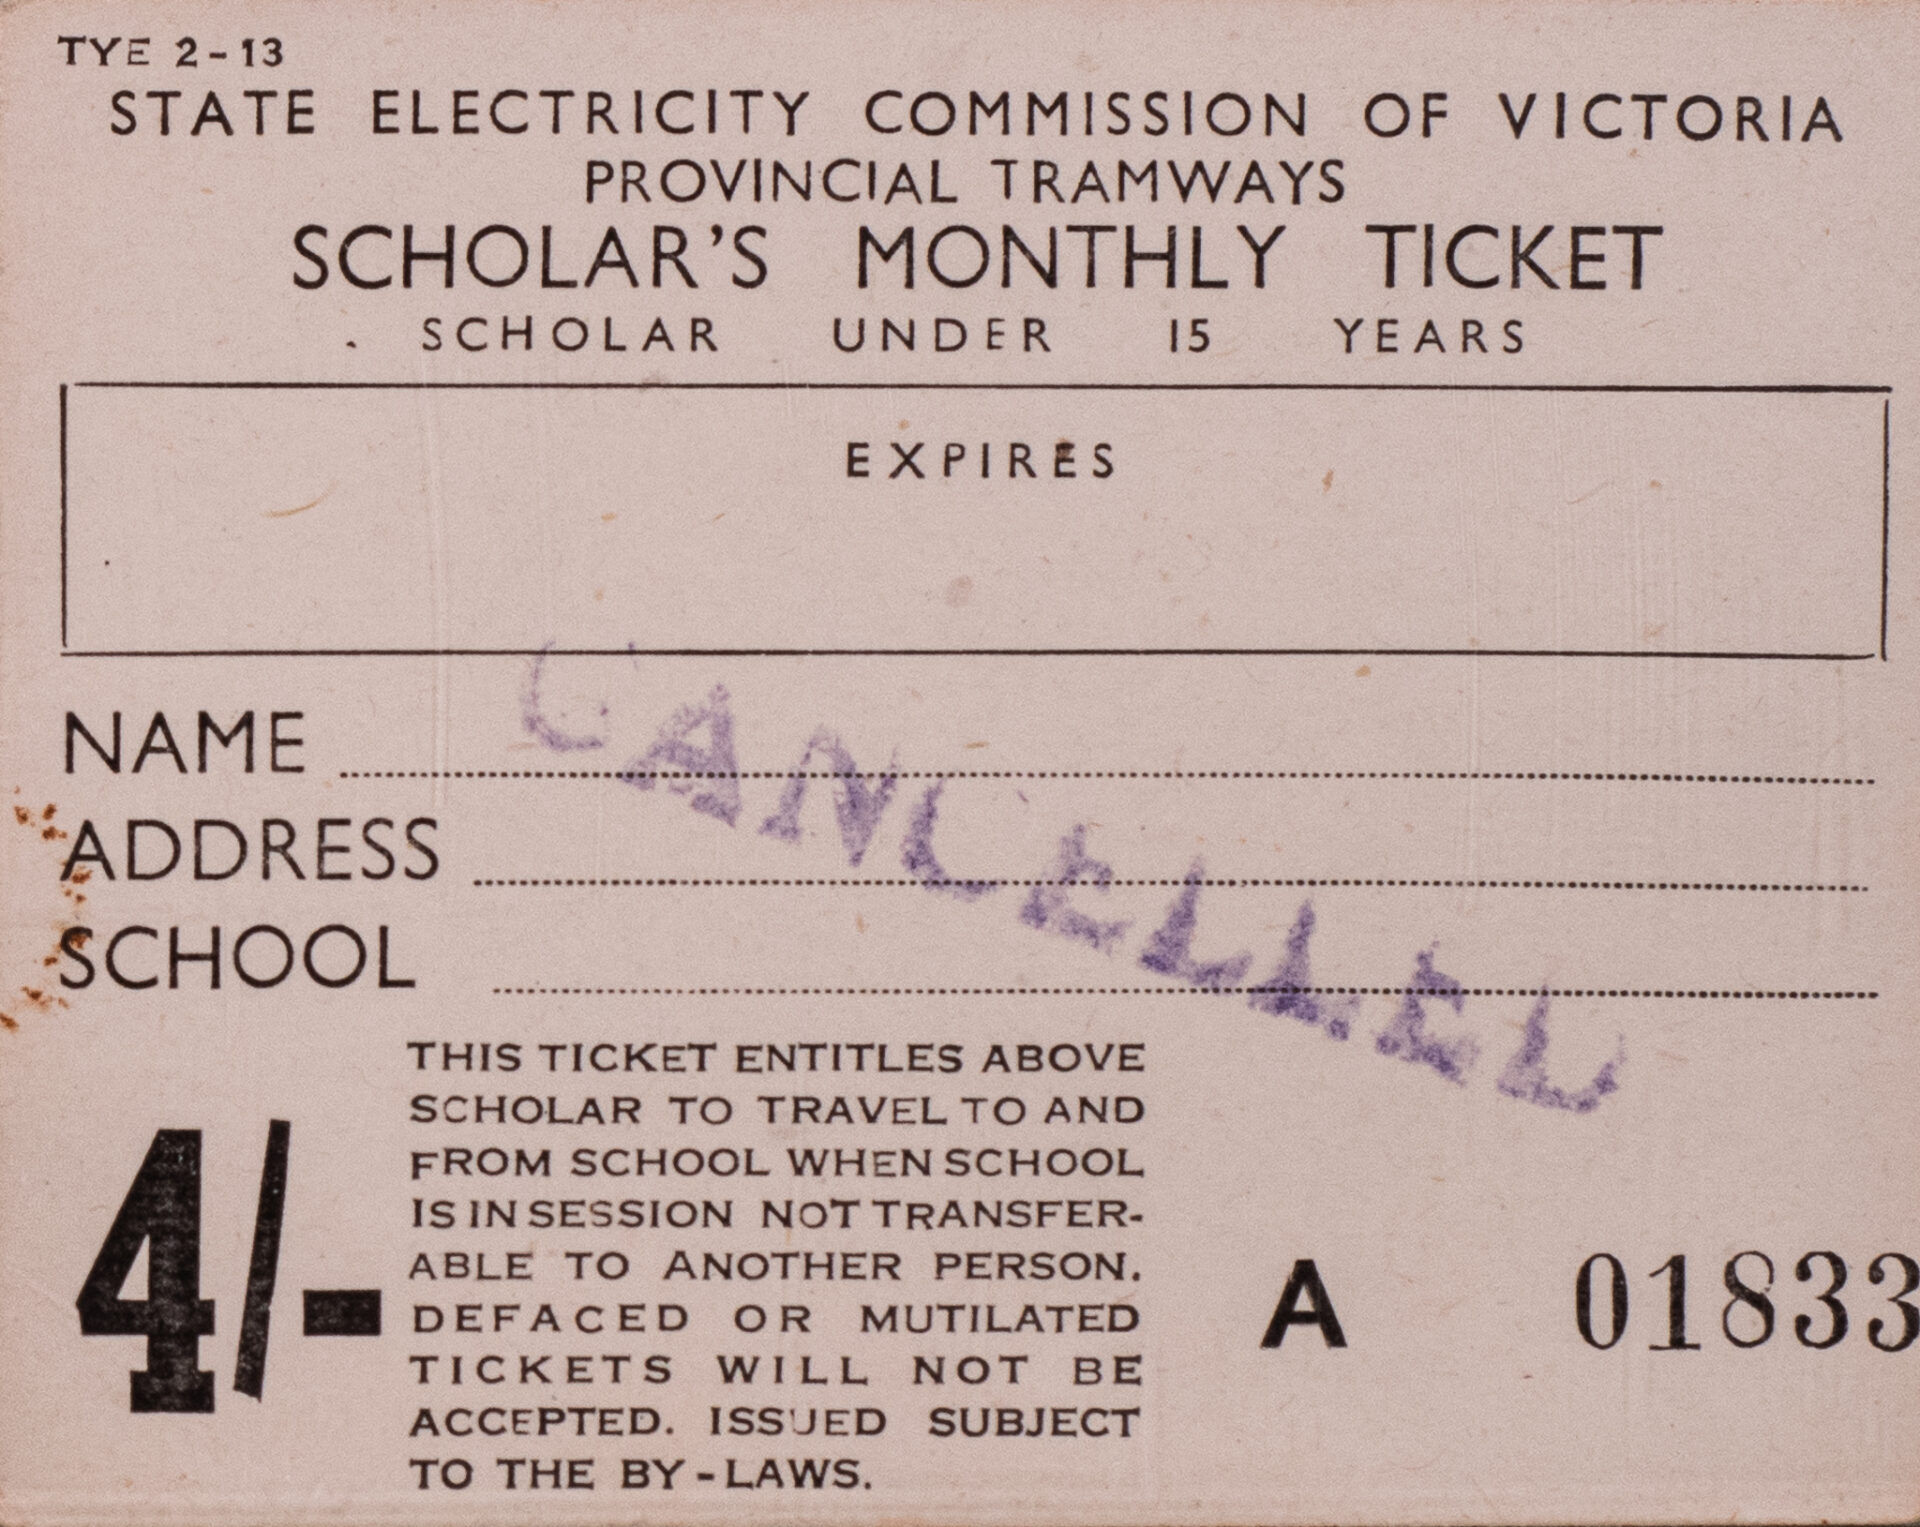 TYE 2-13
STATE ELECTRICITY COMMISSION OF VICTORIA
PROVINCIAL TRAMWAYS
SCHOLAR'S MONTHLY TICKET
SCHOLAR UNDER 15 YEARS
EXPIRES
NAME
ADDRESS
SCHOOL
CANCELLED
4/-
THIS TICKET ENTITLES ABOVE
SCHOLAR TO TRAVEL TO AND
FROM SCHOOL WHEN SCHOOL
IS IN SESSION NOT TRANSFER-
ABLE TO ANOTHER PERSON.
DEFACED OR MUTILATED
TICKETS WILL NOT BE
ACCEPTED. ISSUED SUBJECT
TO THE BY-LAWS.
A 01833